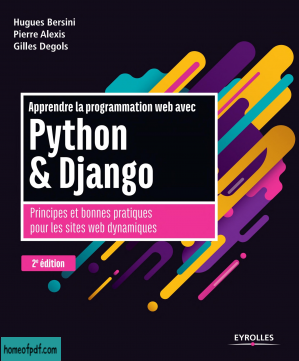 Hugues Bersini
Pierre Alexis
Gilles Degols
Apprendre la programmation web avec
Python
& Django
Principes et bonnes pratiques
pour les sites web dynamiques
2e édition
EYROLLES
homeofpdf.com